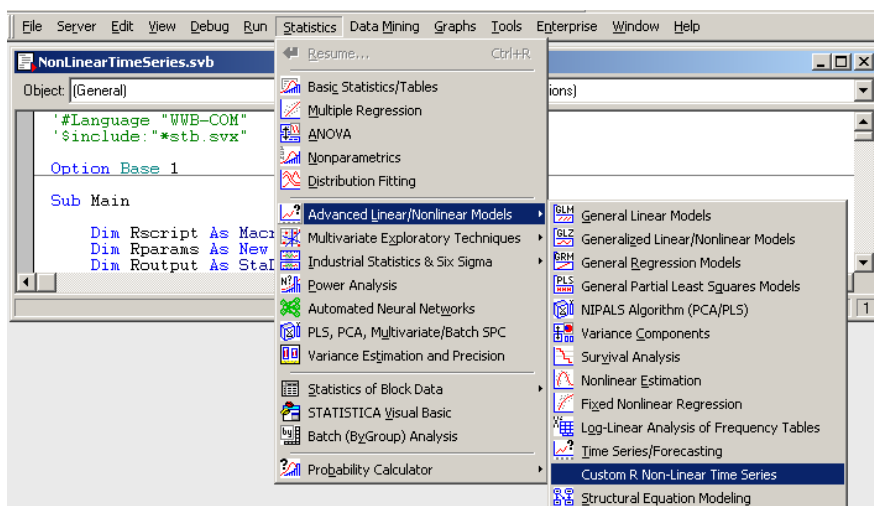 File Server Edit View Debug Run Statistics Data Mining Graphs Tools Enterprise Window Help
NonLinearTimeSeries.svb
Object: (General)
ions)
'#Language "WWB-COM"
'$include:"*stb.svx"
Option Base 1
Sub Main
Dim Rscript As Macr
Dim Rparams As New
Dim Routput As Sta
Resume... Ctrl+R
Basic Statistics/Tables
Multiple Regression
ANOVA
Nonparametrics
Distribution Fitting
Advanced Linear/Nonlinear Models
Multivariate Exploratory Techniques
Industrial Statistics & Six Sigma
Power Analysis
Automated Neural Networks
PLS, PCA, Multivariate/Batch SPC
Variance Estimation and Precision
Statistics of Block Data
STATISTICA Visual Basic
Batch (ByGroup) Analysis
Probability Calculator
GLM General Linear Models
GLZ Generalized Linear/Nonlinear Models
GRM General Regression Models
PLS General Partial Least Squares Models
NIPALS Algorithm (PCA/PLS)
Variance Components
Survival Analysis
Nonlinear Estimation
Fixed Nonlinear Regression
Log-Linear Analysis of Frequency Tables
Time Series/Forecasting
Custom R Non-Linear Time Series
Structural Equation Modeling
1